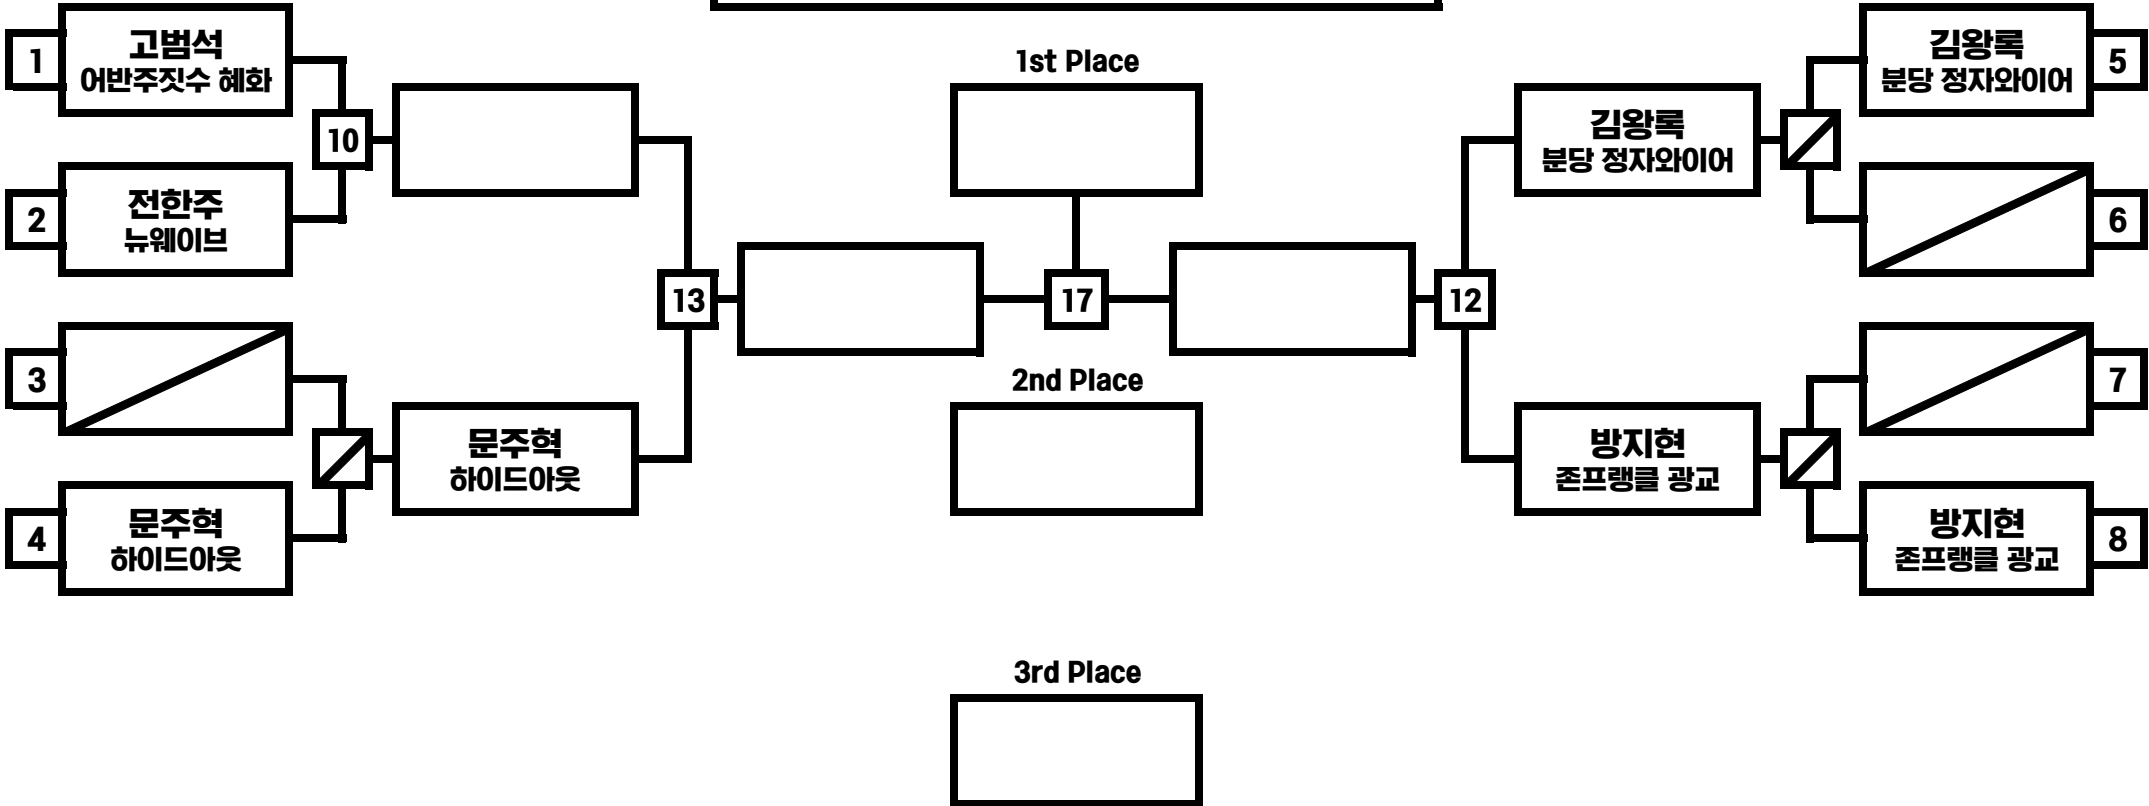 1
고범석
어반주짓수 혜화
10
2
전한주
뉴웨이브
3
4
문주혁
하이드아웃
문주혁
하이드아웃
13
1st Place
17
2nd Place
3rd Place
12
김왕록
분당 정자와이어
방지현
존프랭클 광교
김왕록
분당 정자와이어
5
6
7
방지현
존프랭클 광교
8